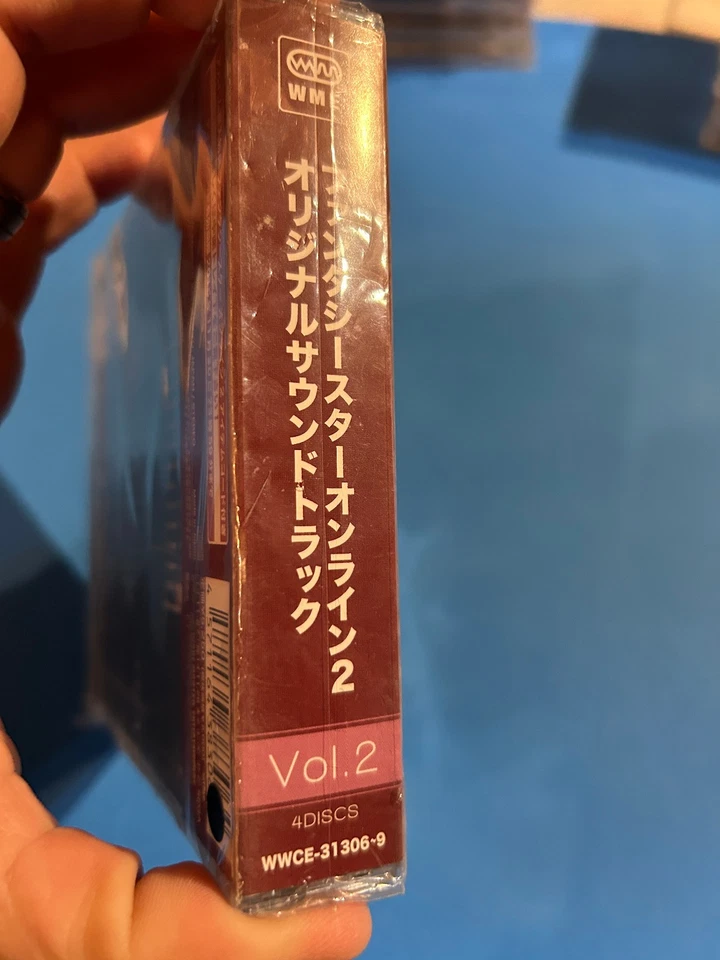 WME
ファンタシースターオンライン2
オリジナルサウンドトラック
Vol.2
4DISCS
WWCE-31306~9